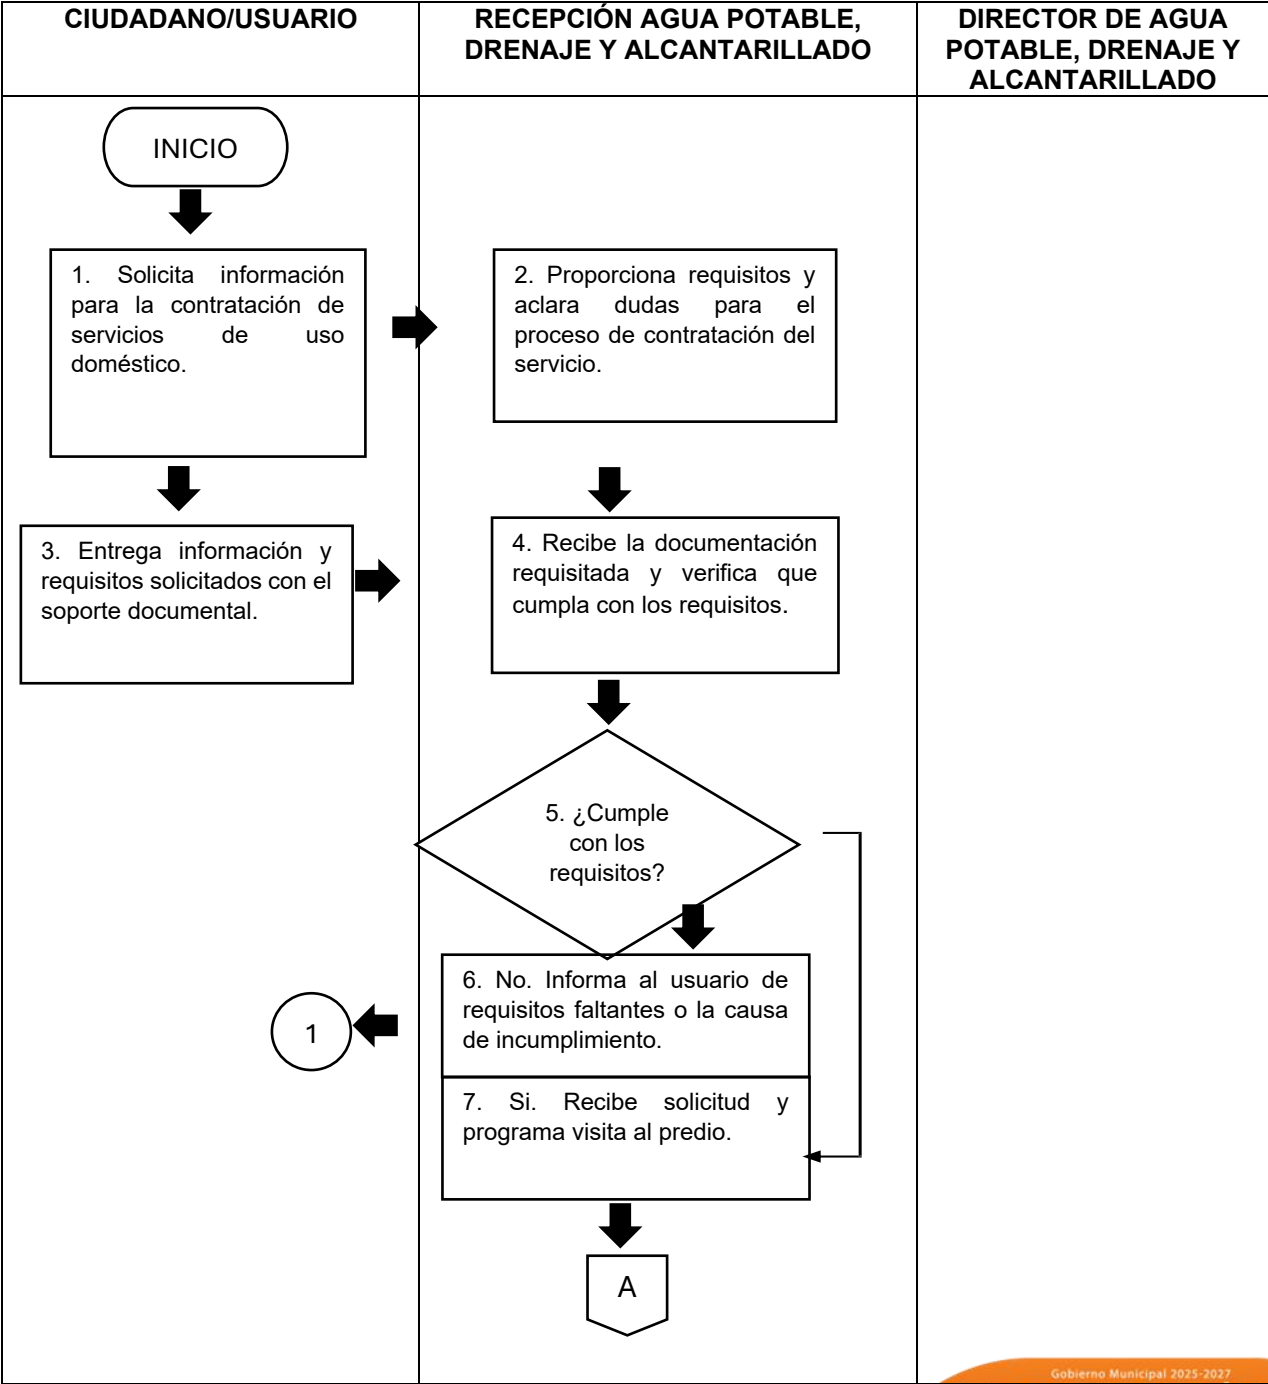 CIUDADANO/USUARIO
RECEPCIÓN AGUA POTABLE,
DRENAJE Y ALCANTARILLADO
DIRECTOR DE AGUA
POTABLE, DRENAJE Y
ALCANTARILLADO
INICIO
1. Solicita información
para la contratación de
servicios de uso
doméstico.
2. Proporciona requisitos y
aclara dudas para el
proceso de contratación del
servicio.
3. Entrega información y
requisitos solicitados con el
soporte documental.
4. Recibe la documentación
requisitada y verifica que
cumpla con los requisitos.
5. ¿Cumple
con los
requisitos?
6. No. Informa al usuario de
requisitos faltantes o la causa
de incumplimiento.
1
7. Si. Recibe solicitud y
programa visita al predio.
A
Gobierno Municipal 2025-2027